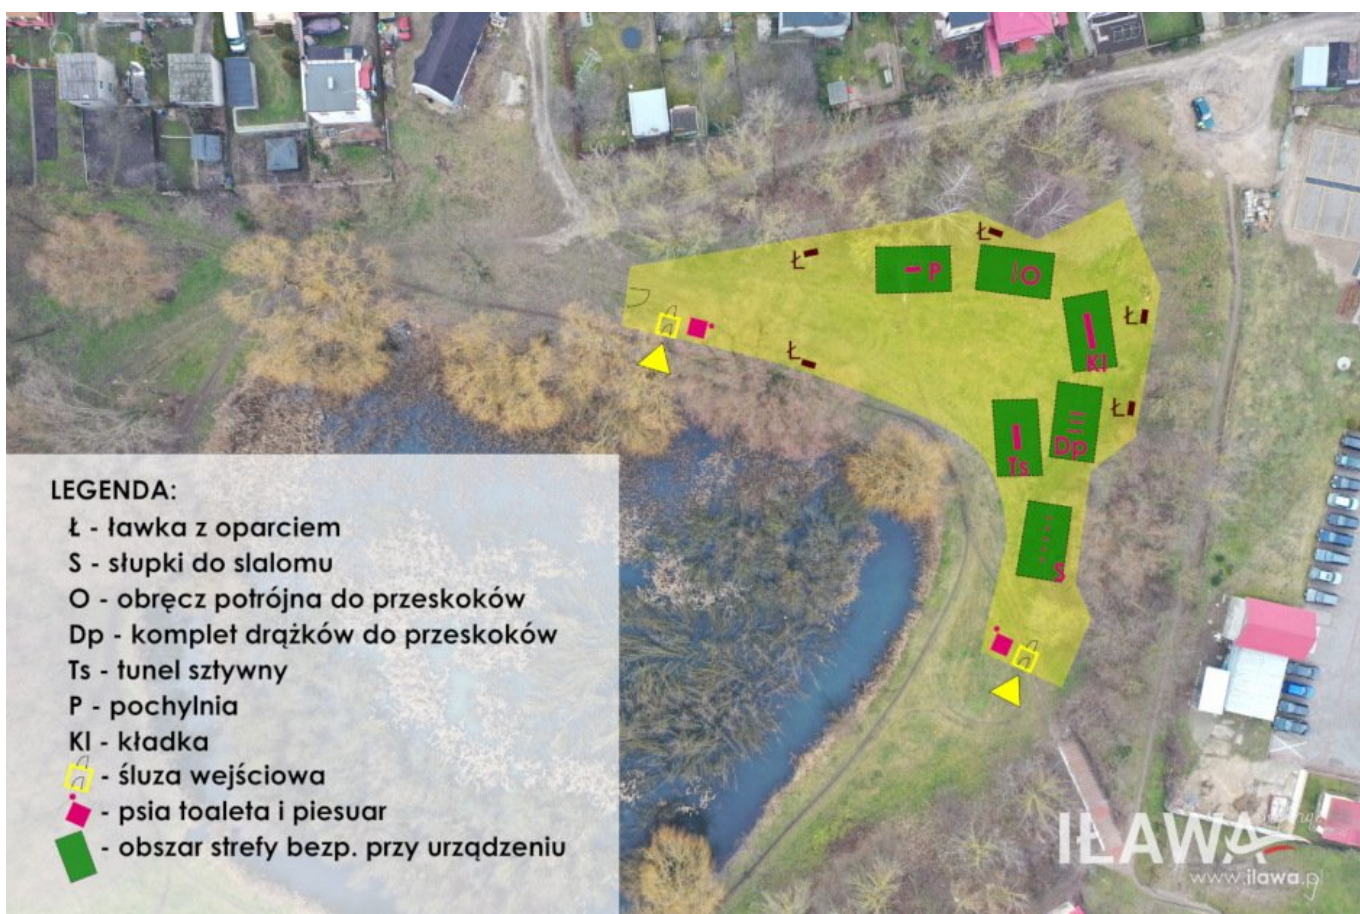 Ł
Ł
P
O
Kl
Ł
Ł
Ł
Dp
Ts
S
LEGENDA:
Ł - ławka z oparciem
S - słupki do slalomu
O - obręcz potrójna do przeskoków
Dp - komplet drążków do przeskoków
Ts - tunel sztywny
P - pochylnia
Kl - kładka
- śluza wejściowa
- psia toaleta i piesuar
- obszar strefy bezp. przy urządzeniu
IŁAWA
www.ilawa.pl